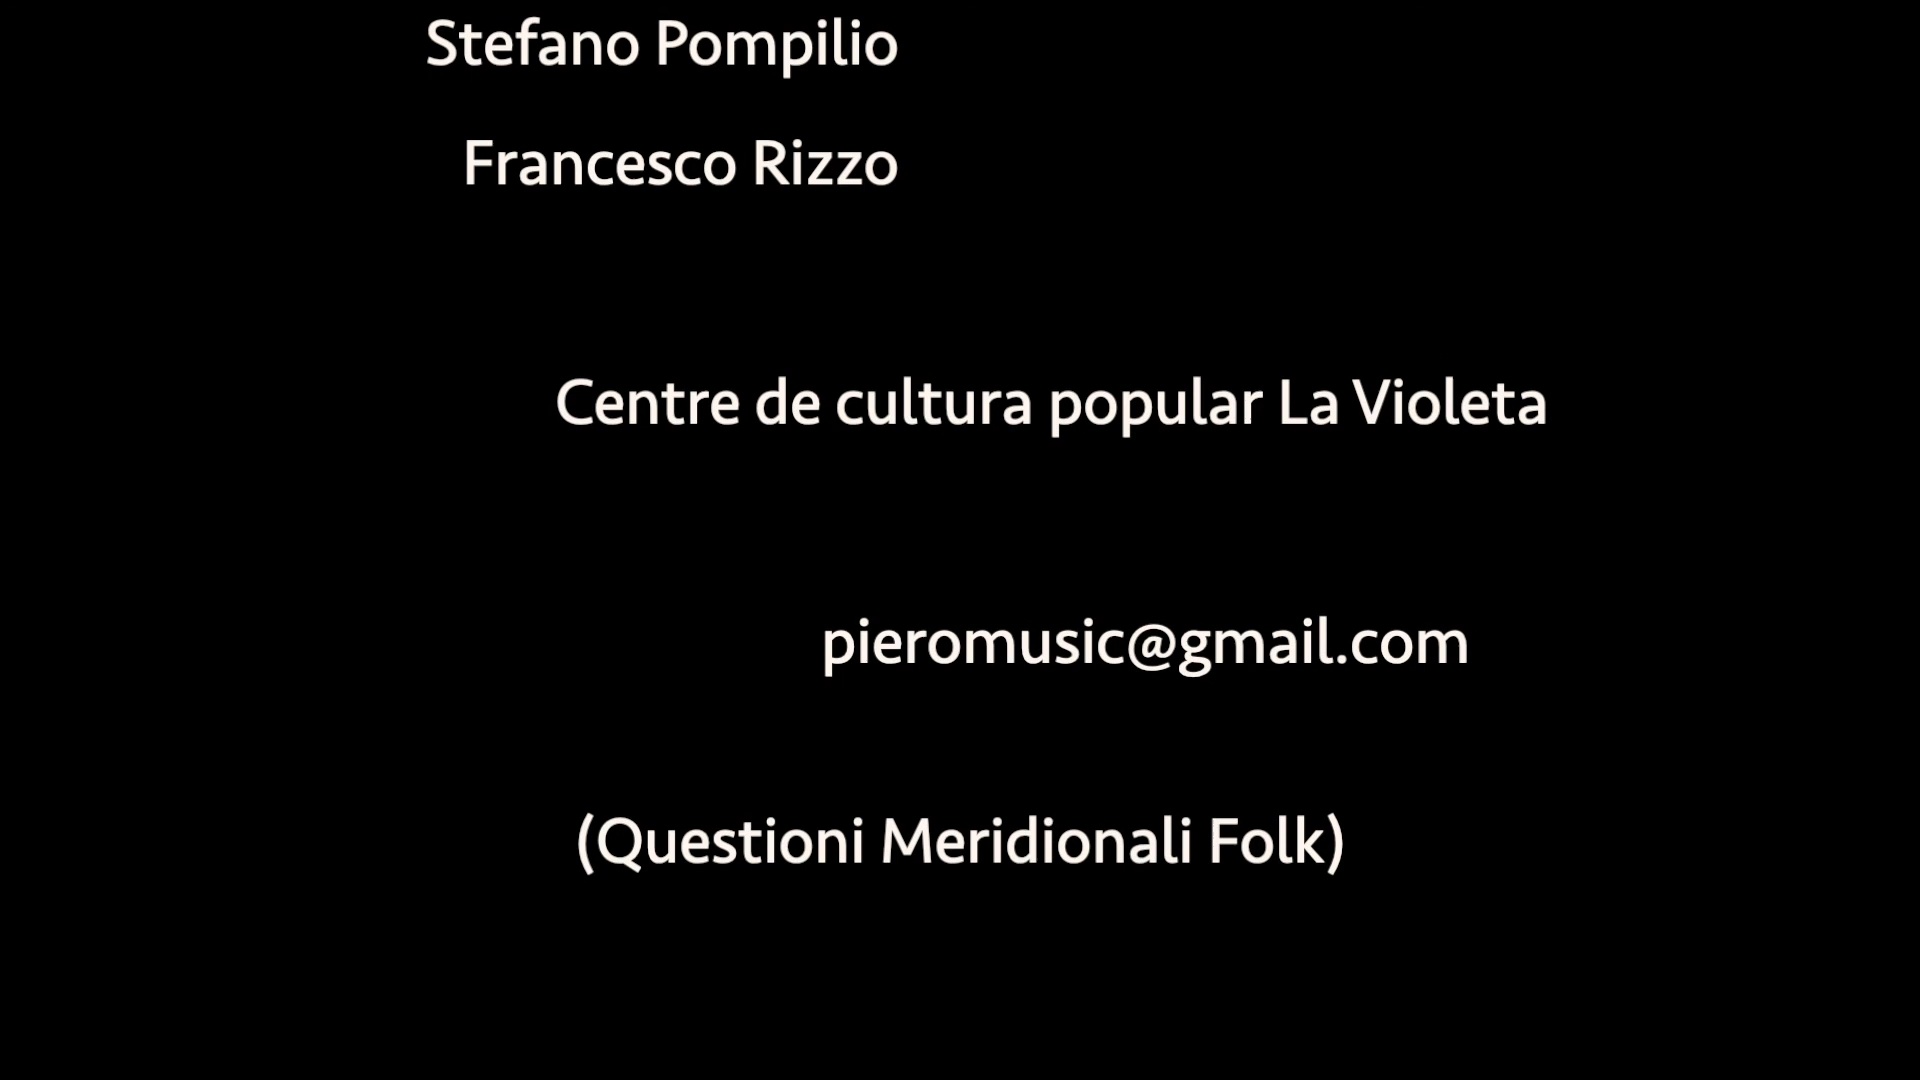 Stefano Pompilio
Francesco Rizzo
Centre de cultura popular La Violeta
pieromusic@gmail.com
(Questioni Meridionali Folk)